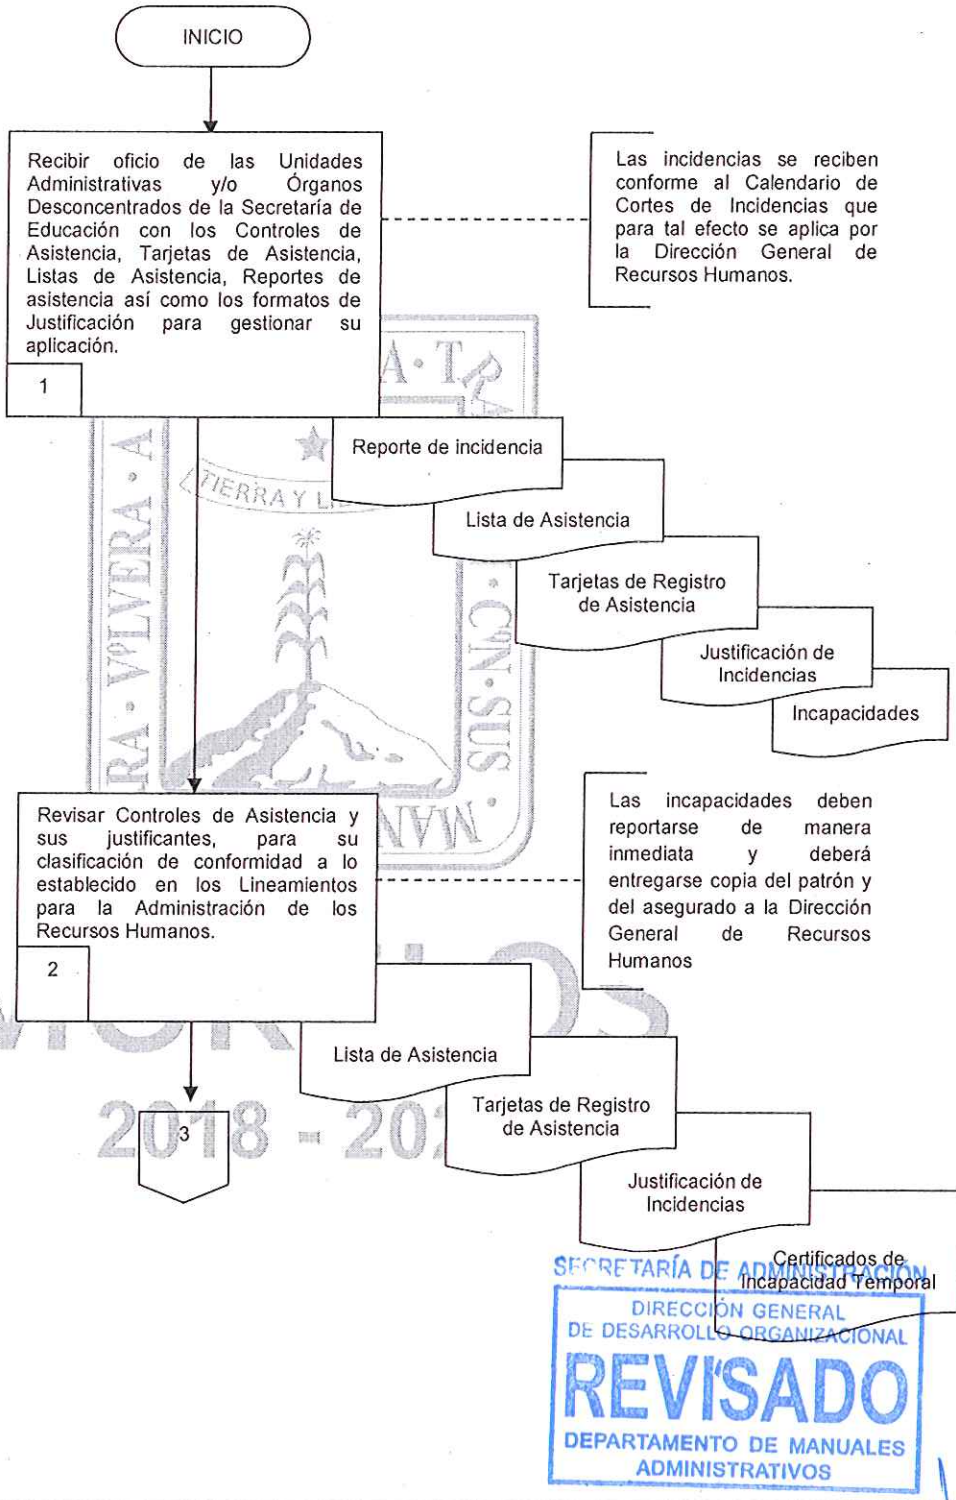 INICIO
Recibir oficio de las Unidades
Administrativas y/o Órganos
Desconcentrados de la Secretaría de
Educación con los Controles de
Asistencia, Tarjetas de Asistencia,
Listas de Asistencia, Reportes de
asistencia así como los formatos de
Justificación para gestionar su
aplicación.
1
Las incidencias se reciben
conforme al Calendario de
Cortes de Incidencias que
para tal efecto se aplica por
la Dirección General de
Recursos Humanos.
Reporte de incidencia
Lista de Asistencia
Tarjetas de Registro
de Asistencia
Justificación de
Incidencias
Incapacidades
TIERRA Y
VOLVERA
CON·SUS
Revisar Controles de Asistencia y
sus justificantes, para su
clasificación de conformidad a lo
establecido en los Lineamientos
para la Administración de los
Recursos Humanos.
2
Las incapacidades deben
reportarse de manera
inmediata y deberá
entregarse copia del patrón y
del asegurado a la Dirección
General de Recursos
Humanos
Lista de Asistencia
Tarjetas de Registro
de Asistencia
Justificación de
Incidencias
Certificados de
Incapacidad Temporal
3
2018 - 202
SECRETARÍA DE ADMINISTRACIÓN
DIRECCIÓN GENERAL
DE DESARROLLO ORGANIZACIONAL
REVISADO
DEPARTAMENTO DE MANUALES
ADMINISTRATIVOS